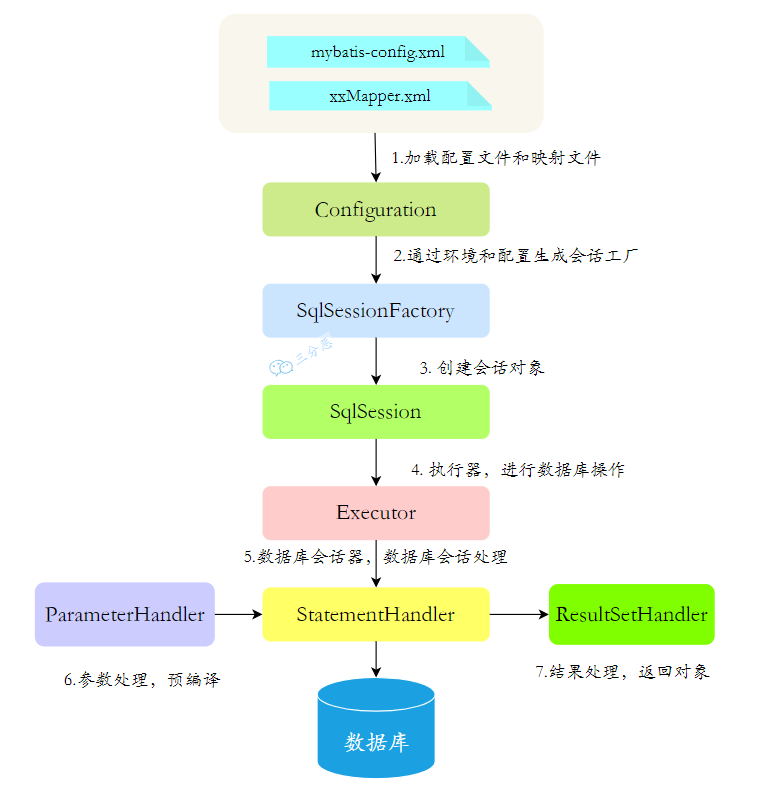 mybatis-config.xml
xxMapper.xml
1.加载配置文件和映射文件
Configuration
2.通过环境和配置生成会话工厂
SqlSessionFactory
三分恶
3. 创建会话对象
SqlSession
4. 执行器，进行数据库操作
Executor
5.数据库会话器，数据库会话处理
ParameterHandler
StatementHandler
ResultSetHandler
6.参数处理，预编译
7.结果处理，返回对象
数据库